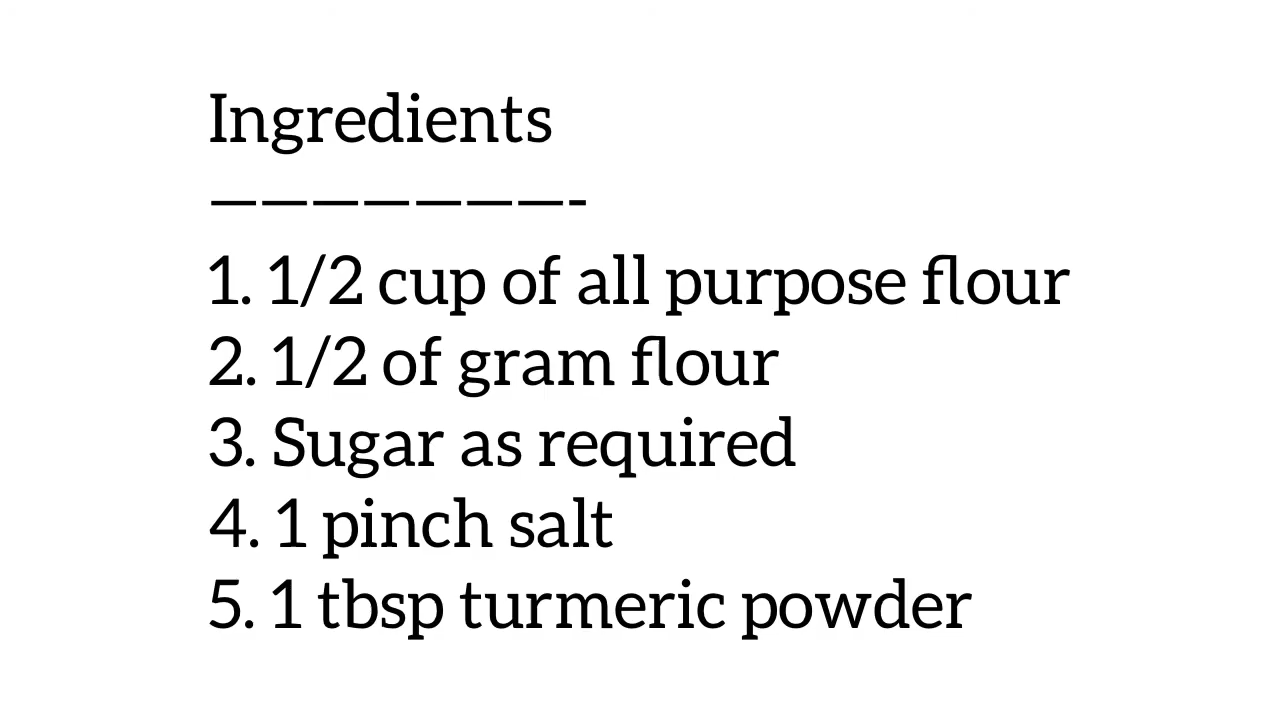 Ingredients
———————-
1. 1/2 cup of all purpose flour
2. 1/2 of gram flour
3. Sugar as required
4. 1 pinch salt
5. 1 tbsp turmeric powder